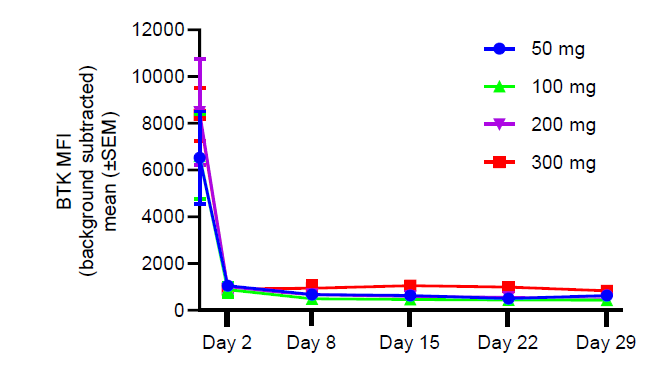 12000
10000
8000
6000
4000
2000
0
BTK MFI
(background subtracted)
mean (±SEM)
50 mg
100 mg
200 mg
300 mg
Day 2 Day 8 Day 15 Day 22 Day 29